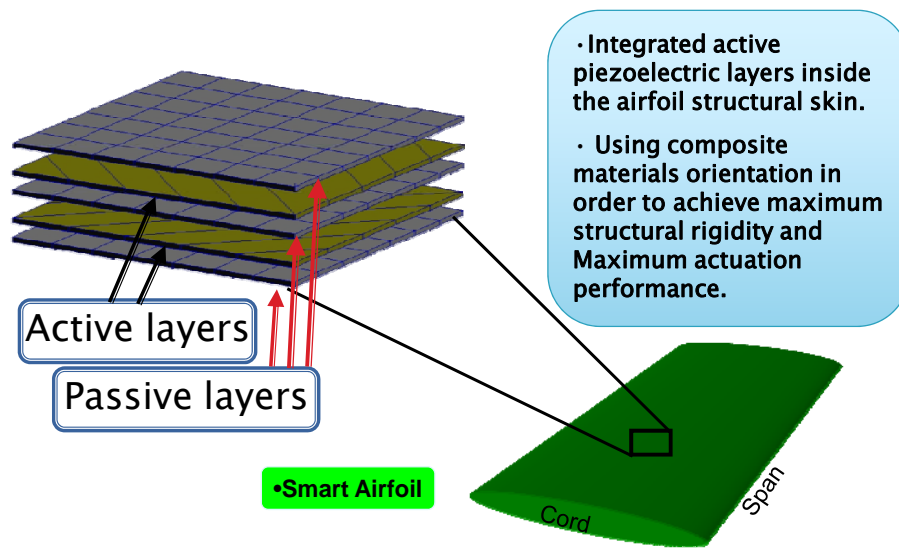 ·Integrated active
piezoelectric layers inside
the airfoil structural skin.
· Using composite
materials orientation in
order to achieve maximum
structural rigidity and
Maximum actuation
performance.
Active layers
Passive layers
•Smart Airfoil
Cord
Span